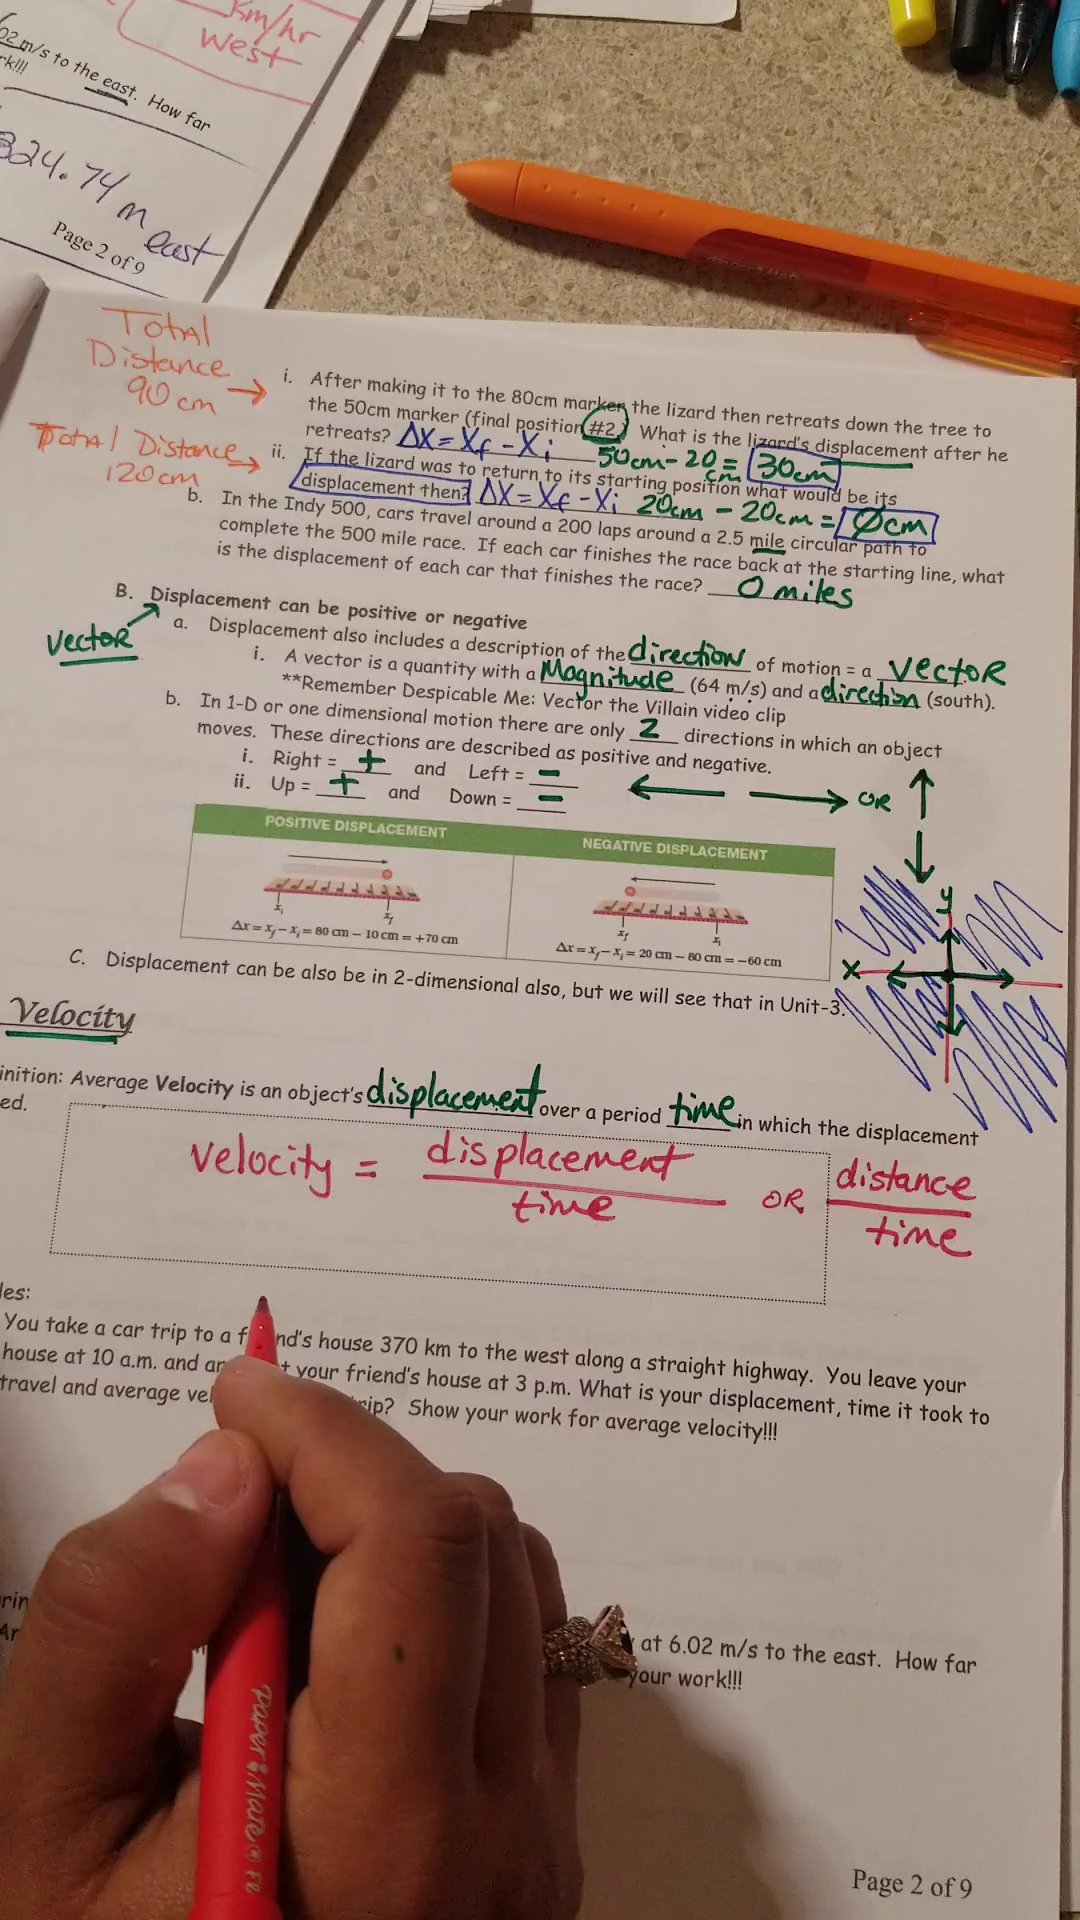 Km/hr
West
02 m/s to the east. How far
rk!!!
324.74 m
east
Page 2 of 9
Total
Distance
90 cm →
i. After making it to the 80cm marker the lizard then retreats down the tree to
the 50cm marker (final position #2) What is the lizard's displacement after he
retreats? ΔX = Xf - Xi 50cm - 20 cm = 30cm
Total Distance →
120cm
ii. If the lizard was to return to its starting position what would be its
displacement then? ΔX = Xf - Xi 20cm - 20cm = 0cm
b. In the Indy 500, cars travel around a 200 laps around a 2.5 mile circular path to
complete the 500 mile race. If each car finishes the race back at the starting line, what
is the displacement of each car that finishes the race? 0 miles
B. Displacement can be positive or negative
vector
a. Displacement also includes a description of the direction of motion = a vector
i. A vector is a quantity with a Magnitude (64 m/s) and a direction (south).
**Remember Despicable Me: Vector the Villain video clip
b. In 1-D or one dimensional motion there are only 2 directions in which an object
moves. These directions are described as positive and negative.
i. Right = + and Left = -
ii. Up = + and Down = -
← → OR ↑ ↓
POSITIVE DISPLACEMENT
NEGATIVE DISPLACEMENT
xi xf
xf xi
Δx = xf – xi = 80 cm – 10 cm = +70 cm
Δx = xf – xi = 20 cm – 80 cm = –60 cm
y
x
C. Displacement can be also be in 2-dimensional also, but we will see that in Unit-3.
Velocity
inition: Average Velocity is an object's displacement over a period time in which the displacement
ed.
velocity = displacement / time OR distance / time
les:
You take a car trip to a f nd's house 370 km to the west along a straight highway. You leave your
house at 10 a.m. and ar t your friend's house at 3 p.m. What is your displacement, time it took to
travel and average vel rip? Show your work for average velocity!!!
rin
Ar
at 6.02 m/s to the east. How far
your work!!!
Paper Mate
Page 2 of 9